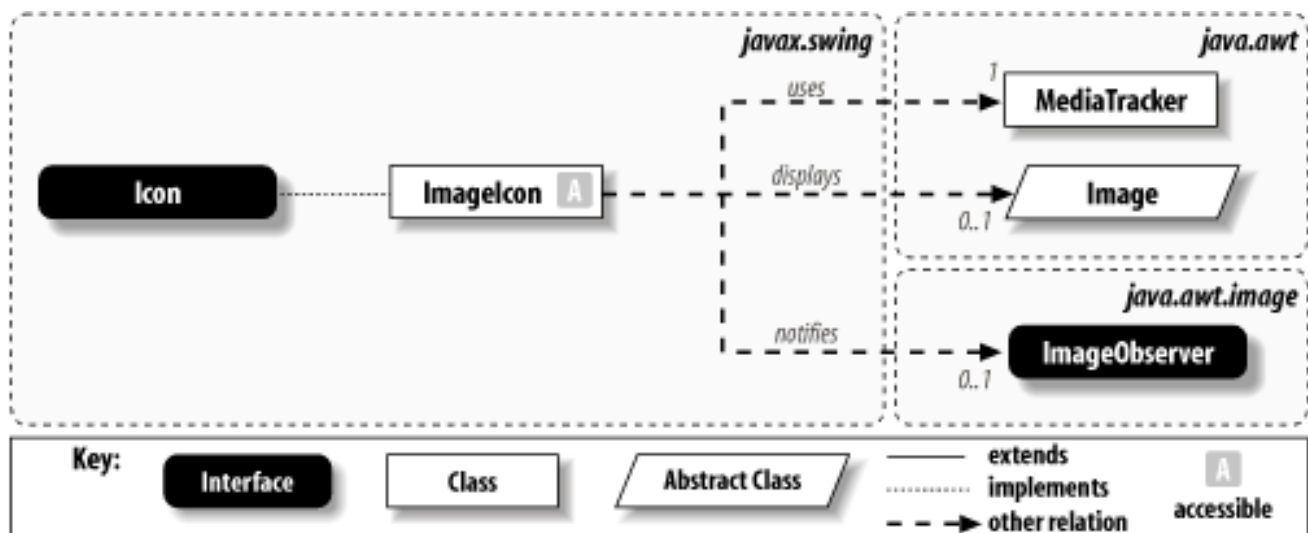 javax.swing
java.awt
uses
1
MediaTracker
Icon
ImageIcon A
displays
0..1
Image
java.awt.image
notifies
0..1
ImageObserver
Key:
Interface
Class
Abstract Class
extends
implements
other relation
A
accessible